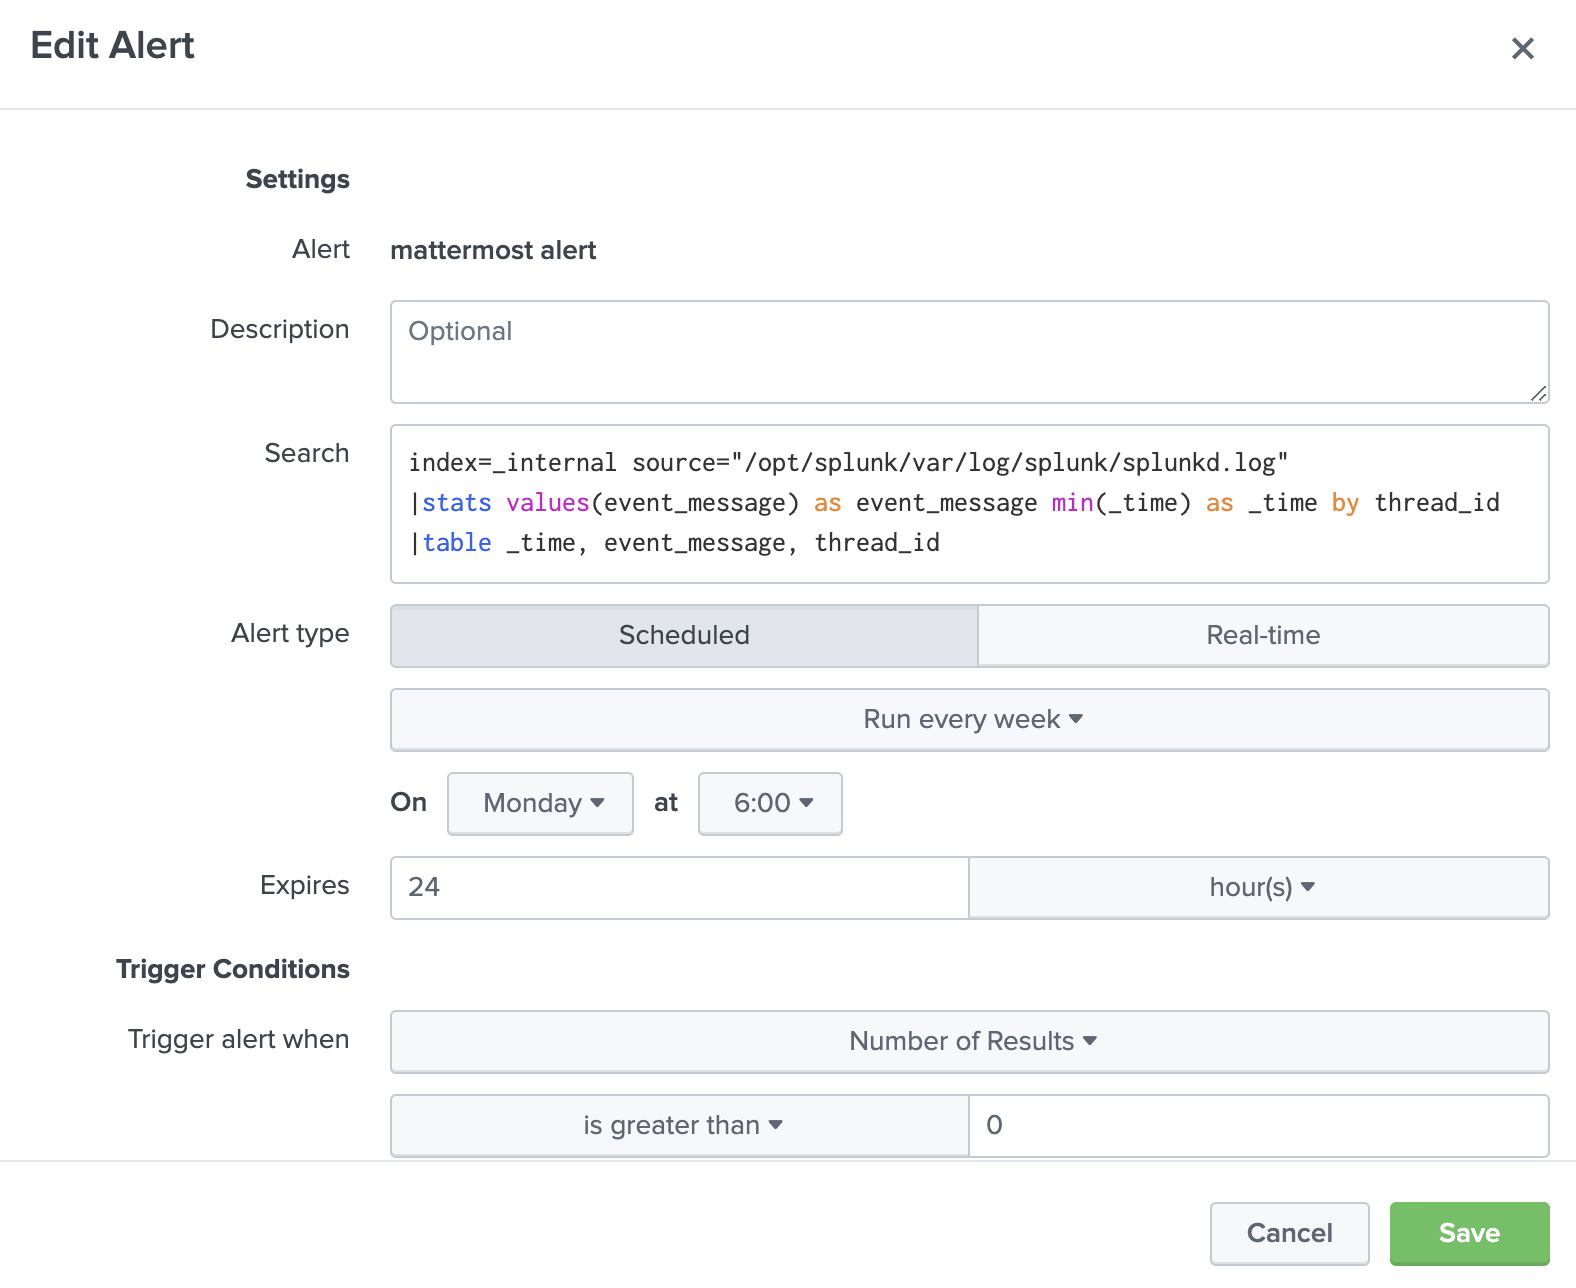 Edit Alert
Settings
Alert mattermost alert
Description Optional
Search index=_internal source="/opt/splunk/var/log/splunk/splunkd.log"
|stats values(event_message) as event_message min(_time) as _time by thread_id
|table _time, event_message, thread_id
Alert type Scheduled Real-time
Run every week
On Monday at 6:00
Expires 24 hour(s)
Trigger Conditions
Trigger alert when Number of Results
is greater than 0
Cancel Save